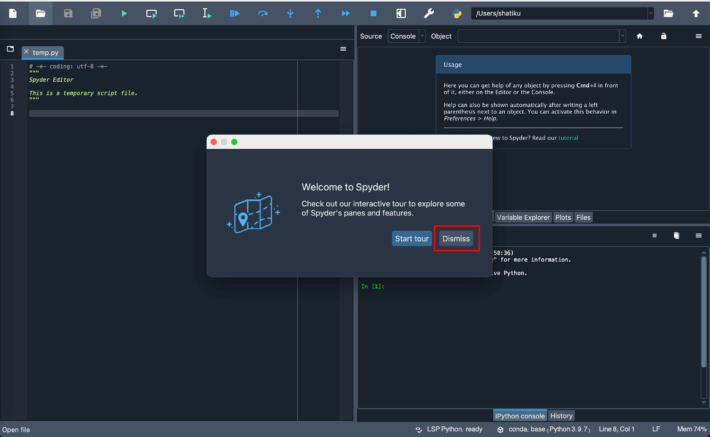 /Users/shatiku
Source Console Object
temp.py
1 # -*- coding: utf-8 -*-
2 """
3 Spyder Editor
4
5 This is a temporary script file.
6 """
7
8
Usage
Here you can get help of any object by pressing Cmd+I in front
of it, either on the Editor or the Console.
Help can also be shown automatically after writing a left
parenthesis next to an object. You can activate this behavior in
Preferences > Help.
to Spyder? Read our tutorial
Variable Explorer Plots Files
Welcome to Spyder!
Check out our interactive tour to explore some
of Spyder's panes and features.
Start tour Dismiss
50:36)
for more information.
Python.
In [1]:
IPython console History
Open file LSP Python: ready conda: base (Python 3.9.7) Line 8, Col 1 LF Mem 74%